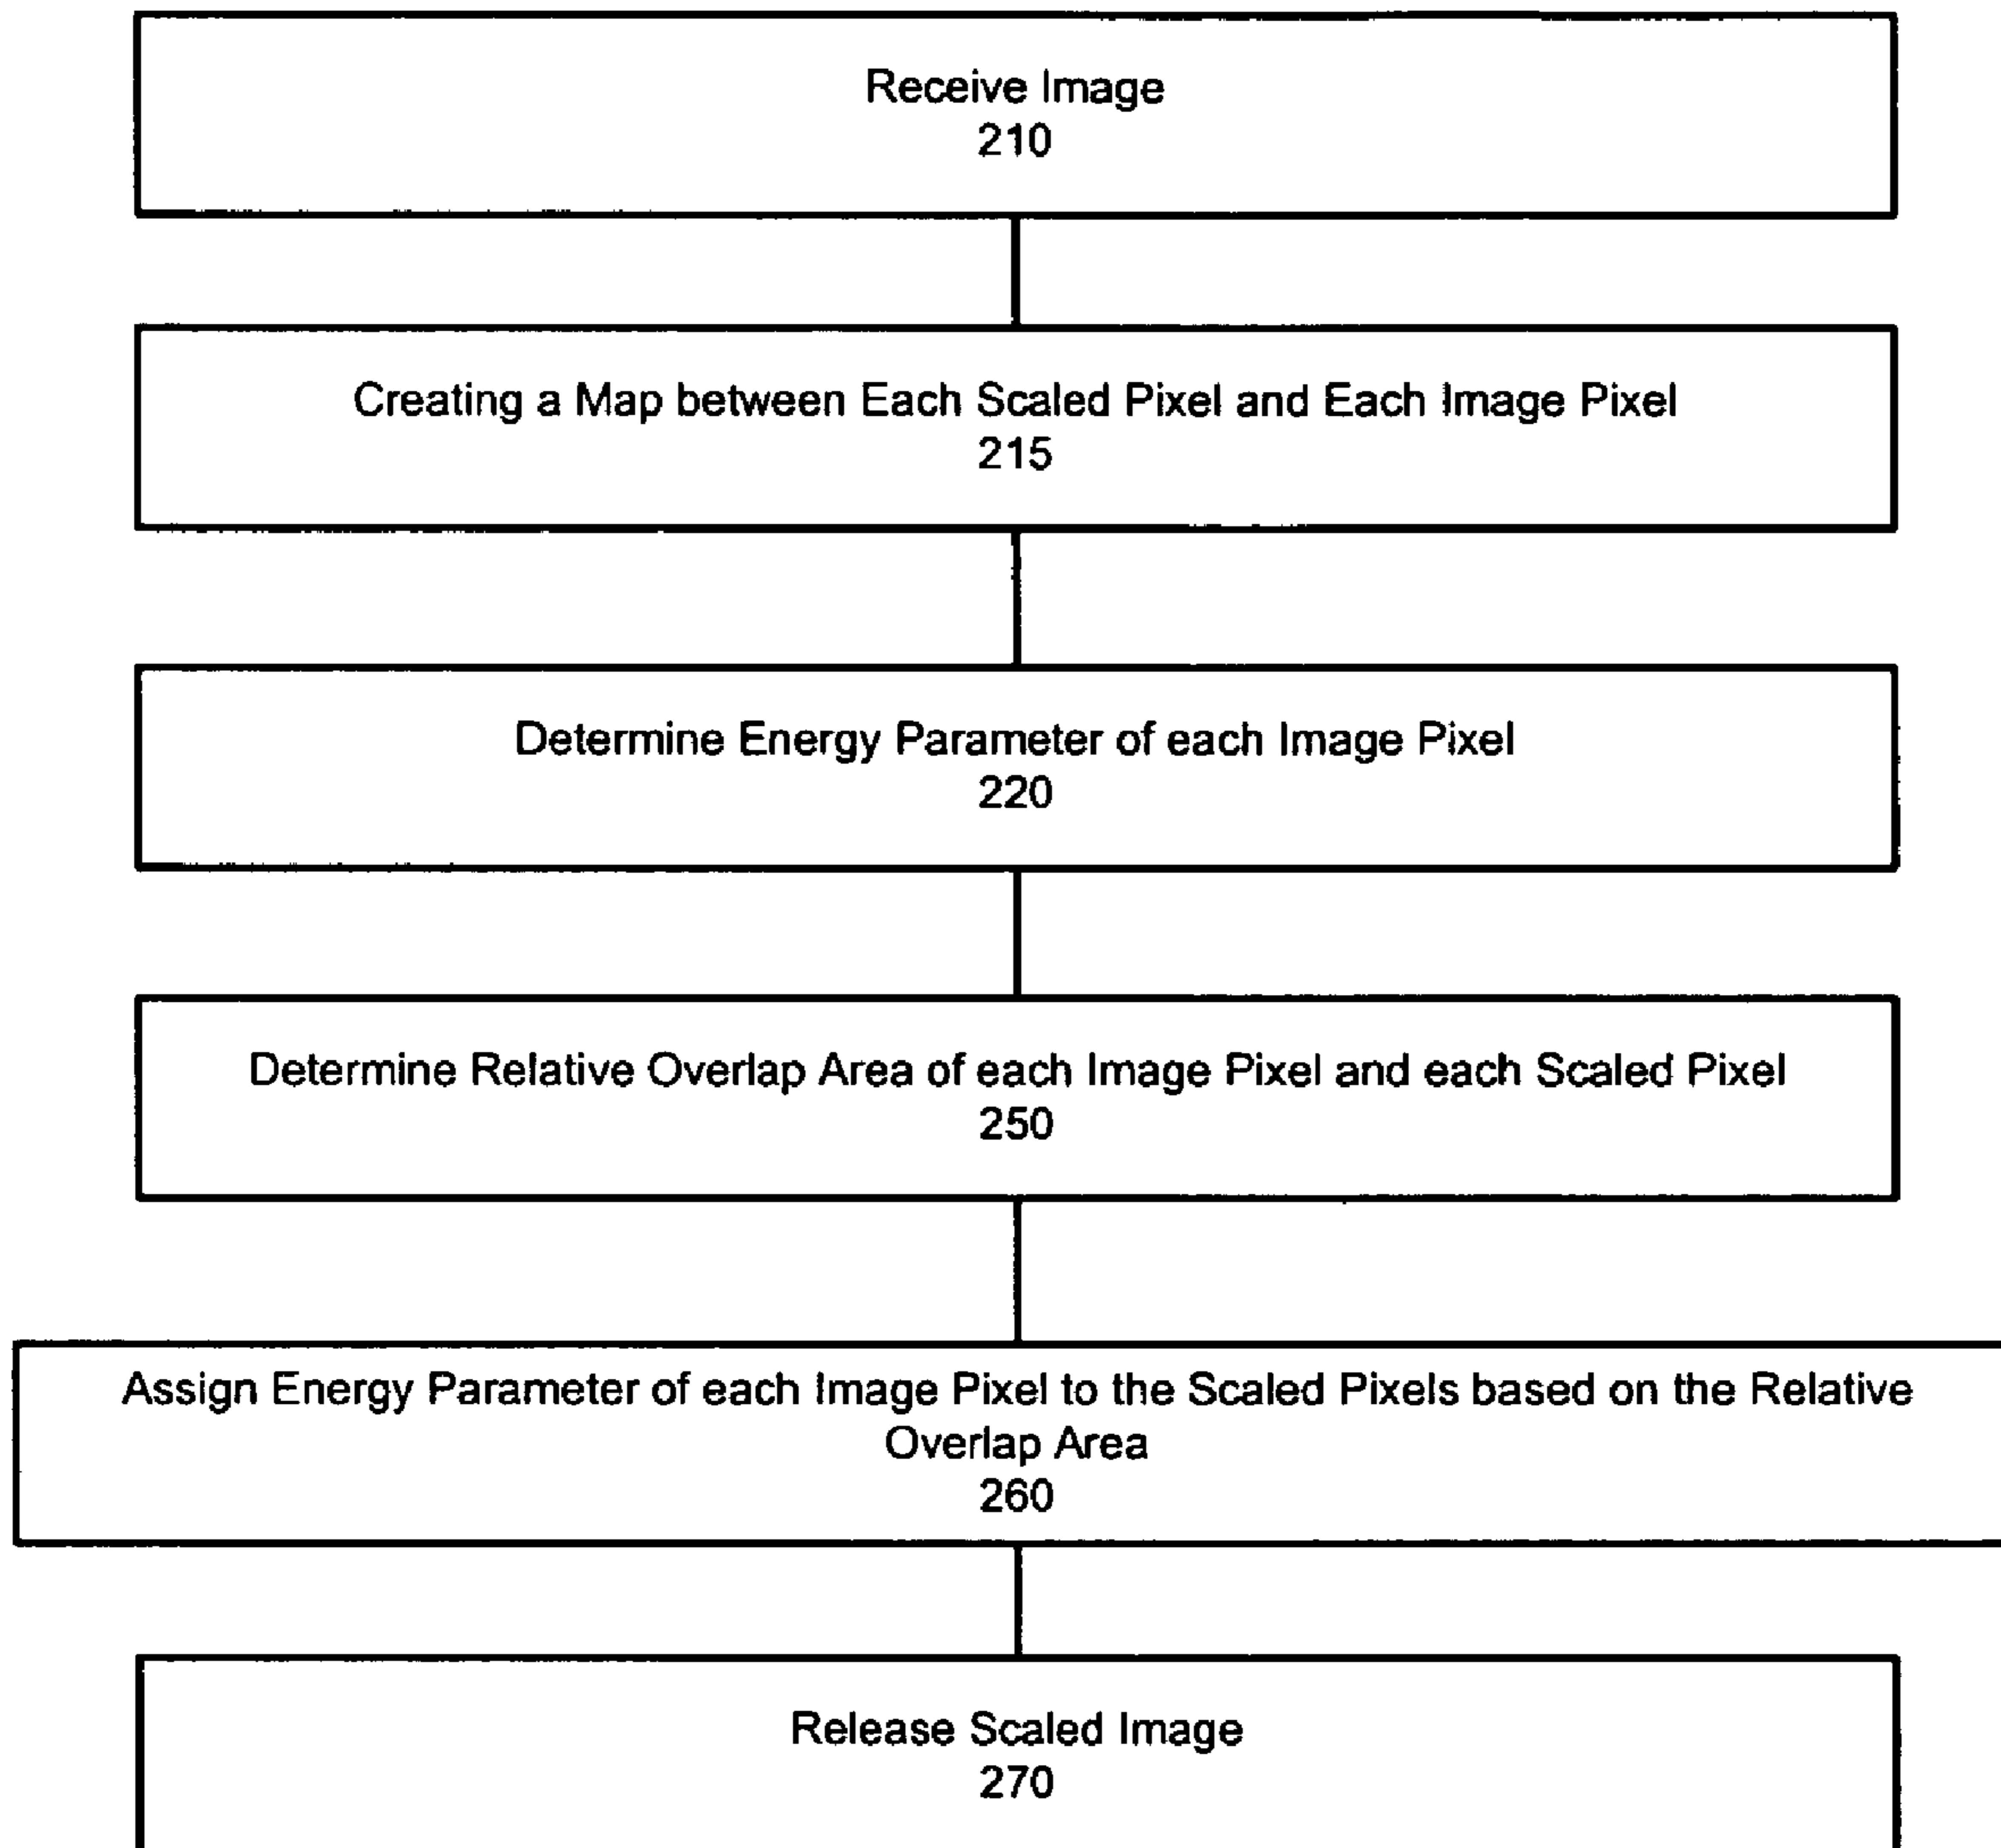 Receive Image
210
Creating a Map between Each Scaled Pixel and Each Image Pixel
215
Determine Energy Parameter of each Image Pixel
220
Determine Relative Overlap Area of each Image Pixel and each Scaled Pixel
250
Assign Energy Parameter of each Image Pixel to the Scaled Pixels based on the Relative
Overlap Area
260
Release Scaled Image
270